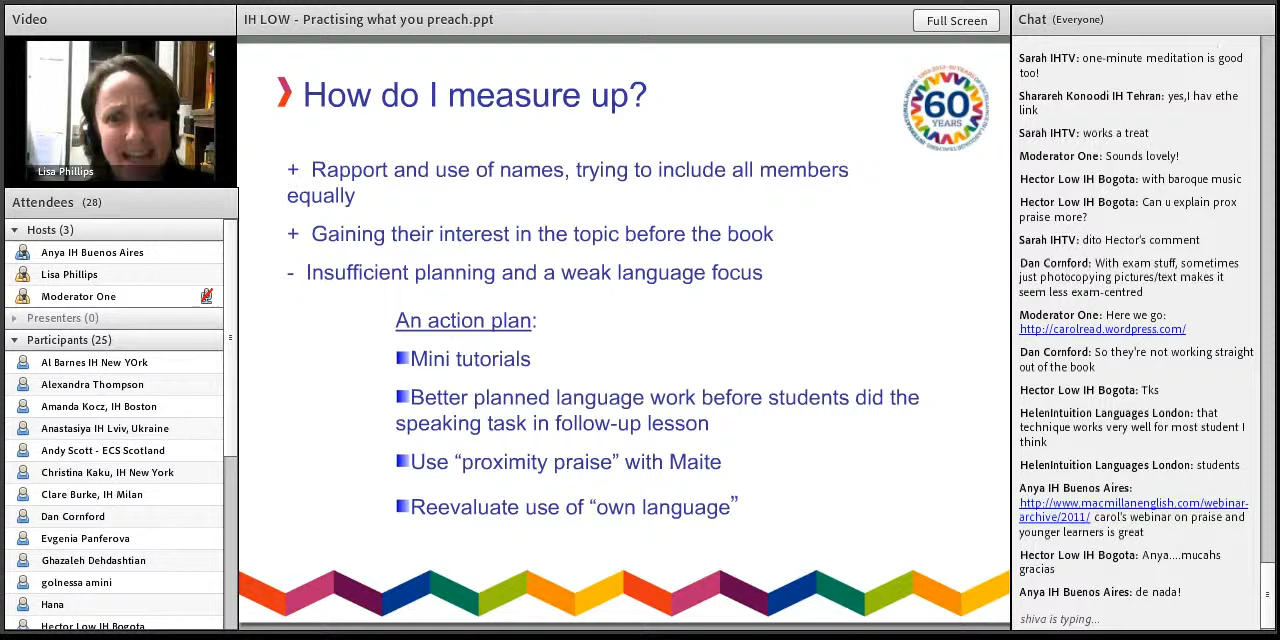 Video
Lisa Phillips
Attendees (28)
Hosts (3)
Anya IH Buenos Aires
Lisa Phillips
Moderator One
Presenters (0)
Participants (25)
Al Barnes IH New YOrk
Alexandra Thompson
Amanda Kocz, IH Boston
Anastasiya IH Lviv, Ukraine
Andy Scott - ECS Scotland
Christina Kaku, IH New York
Clare Burke, IH Milan
Dan Cornford
Evgenia Panferova
Ghazaleh Dehdashtian
golnessa amini
Hana
Hector Low IH Bogota
IH LOW - Practising what you preach.ppt
Full Screen
How do I measure up?
60
YEARS
+ Rapport and use of names, trying to include all members
equally
+ Gaining their interest in the topic before the book
- Insufficient planning and a weak language focus
An action plan:
Mini tutorials
Better planned language work before students did the
speaking task in follow-up lesson
Use “proximity praise” with Maite
Reevaluate use of “own language”
Chat (Everyone)
Sarah IHTV: one-minute meditation is good
too!
Sharareh Konoodi IH Tehran: yes,I hav ethe
link
Sarah IHTV: works a treat
Moderator One: Sounds lovely!
Hector Low IH Bogota: with baroque music
Hector Low IH Bogota: Can u explain prox
praise more?
Sarah IHTV: dito Hector's comment
Dan Cornford: With exam stuff, sometimes
just photocopying pictures/text makes it
seem less exam-centred
Moderator One: Here we go:
http://carolread.wordpress.com/
Dan Cornford: So they're not working straight
out of the book
Hector Low IH Bogota: Tks
HelenIntuition Languages London: that
technique works very well for most student I
think
HelenIntuition Languages London: students
Anya IH Buenos Aires:
http://www.macmillanenglish.com/webinar-
archive/2011/ carol's webinar on praise and
younger learners is great
Hector Low IH Bogota: Anya....mucahs
gracias
Anya IH Buenos Aires: de nada!
shiva is typing...